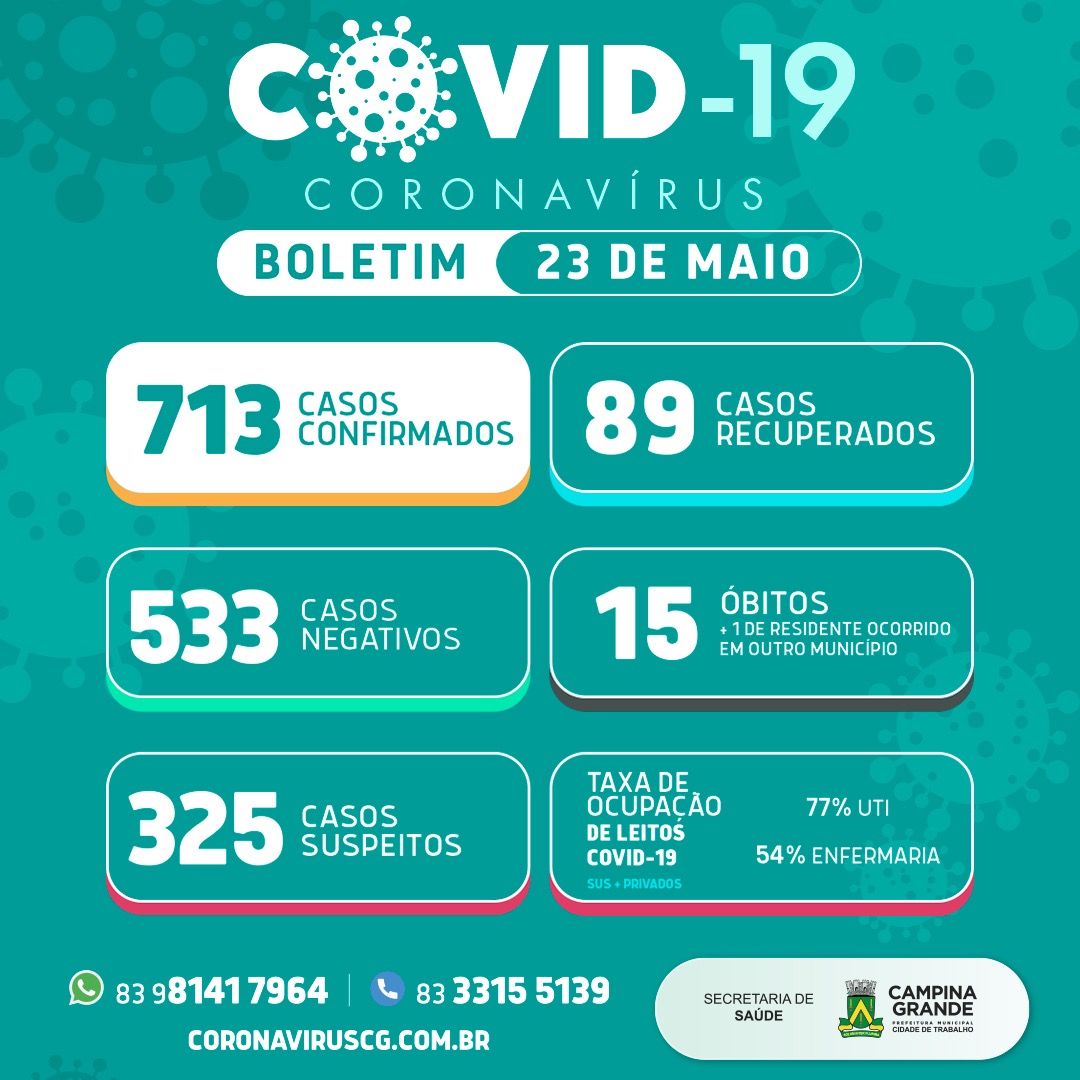 COVID-19
CORONAVÍRUS
BOLETIM 23 DE MAIO
713 CASOS
CONFIRMADOS
89 CASOS
RECUPERADOS
533 CASOS
NEGATIVOS
15 ÓBITOS
+ 1 DE RESIDENTE OCORRIDO
EM OUTRO MUNICÍPIO
325 CASOS
SUSPEITOS
TAXA DE
OCUPAÇÃO
DE LEITOS
COVID-19
SUS + PRIVADOS
77% UTI
54% ENFERMARIA
83 981417964
83 3315 5139
CORONAVIRUSCG.COM.BR
SECRETARIA DE
SAÚDE
CAMPINA
GRANDE
PREFEITURA MUNICIPAL
CIDADE DE TRABALHO